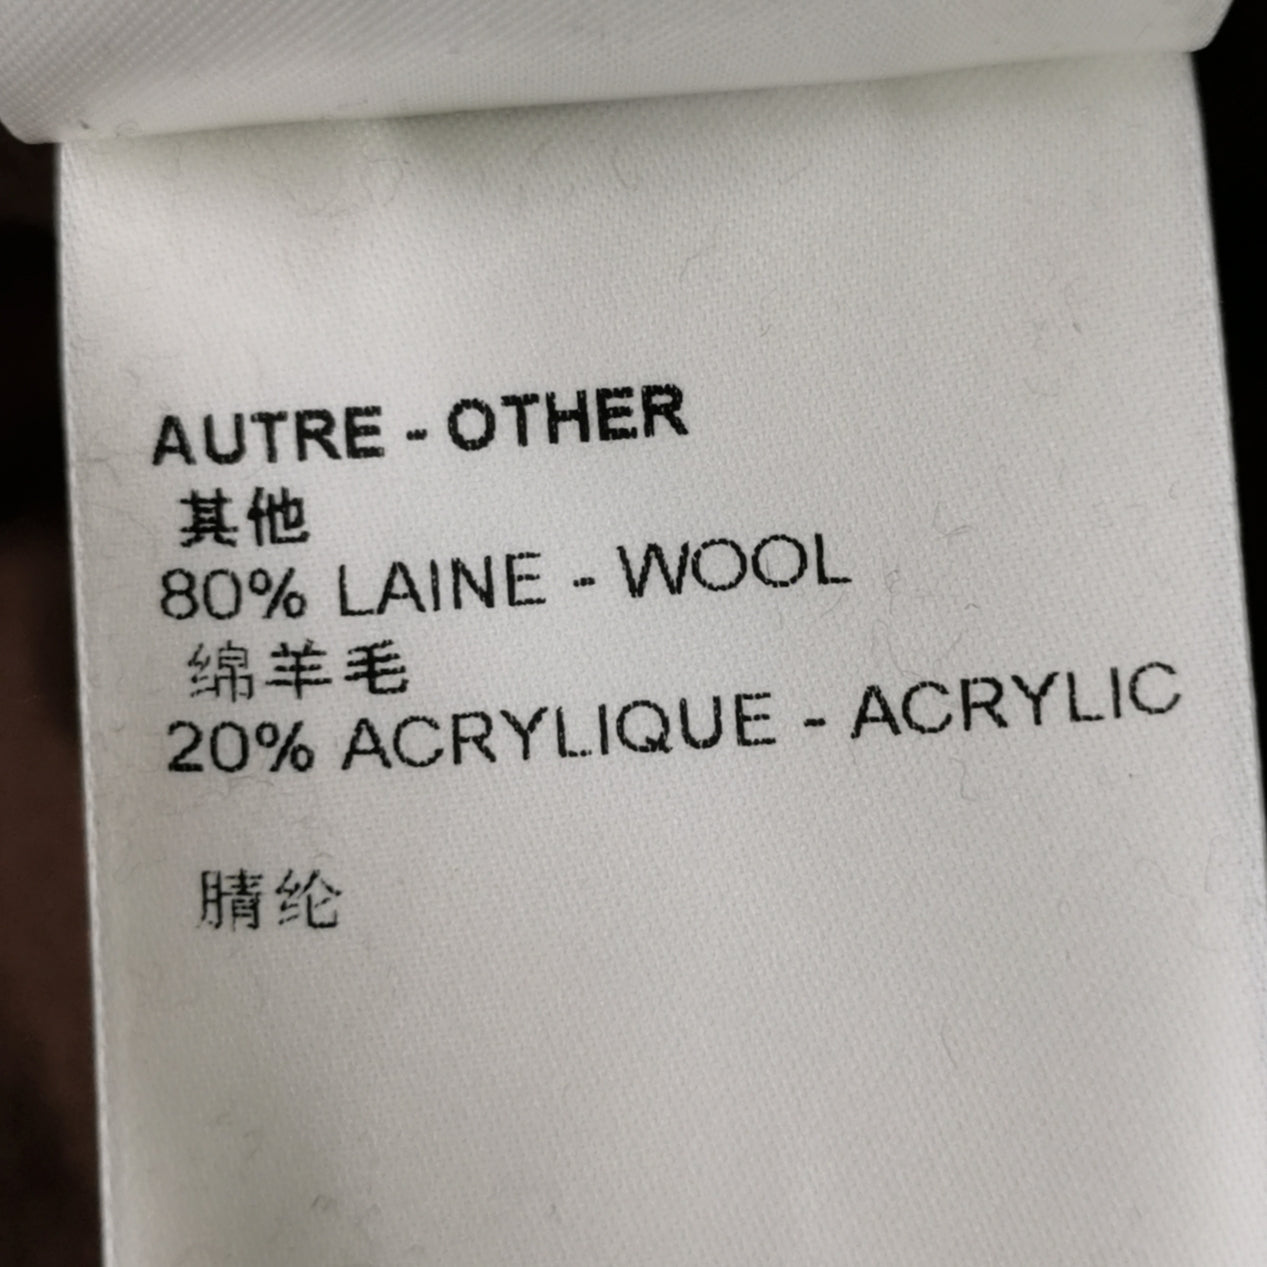 AUTRE - OTHER
其他
80% LAINE - WOOL
绵羊毛
20% ACRYLIQUE - ACRYLIC
腈纶